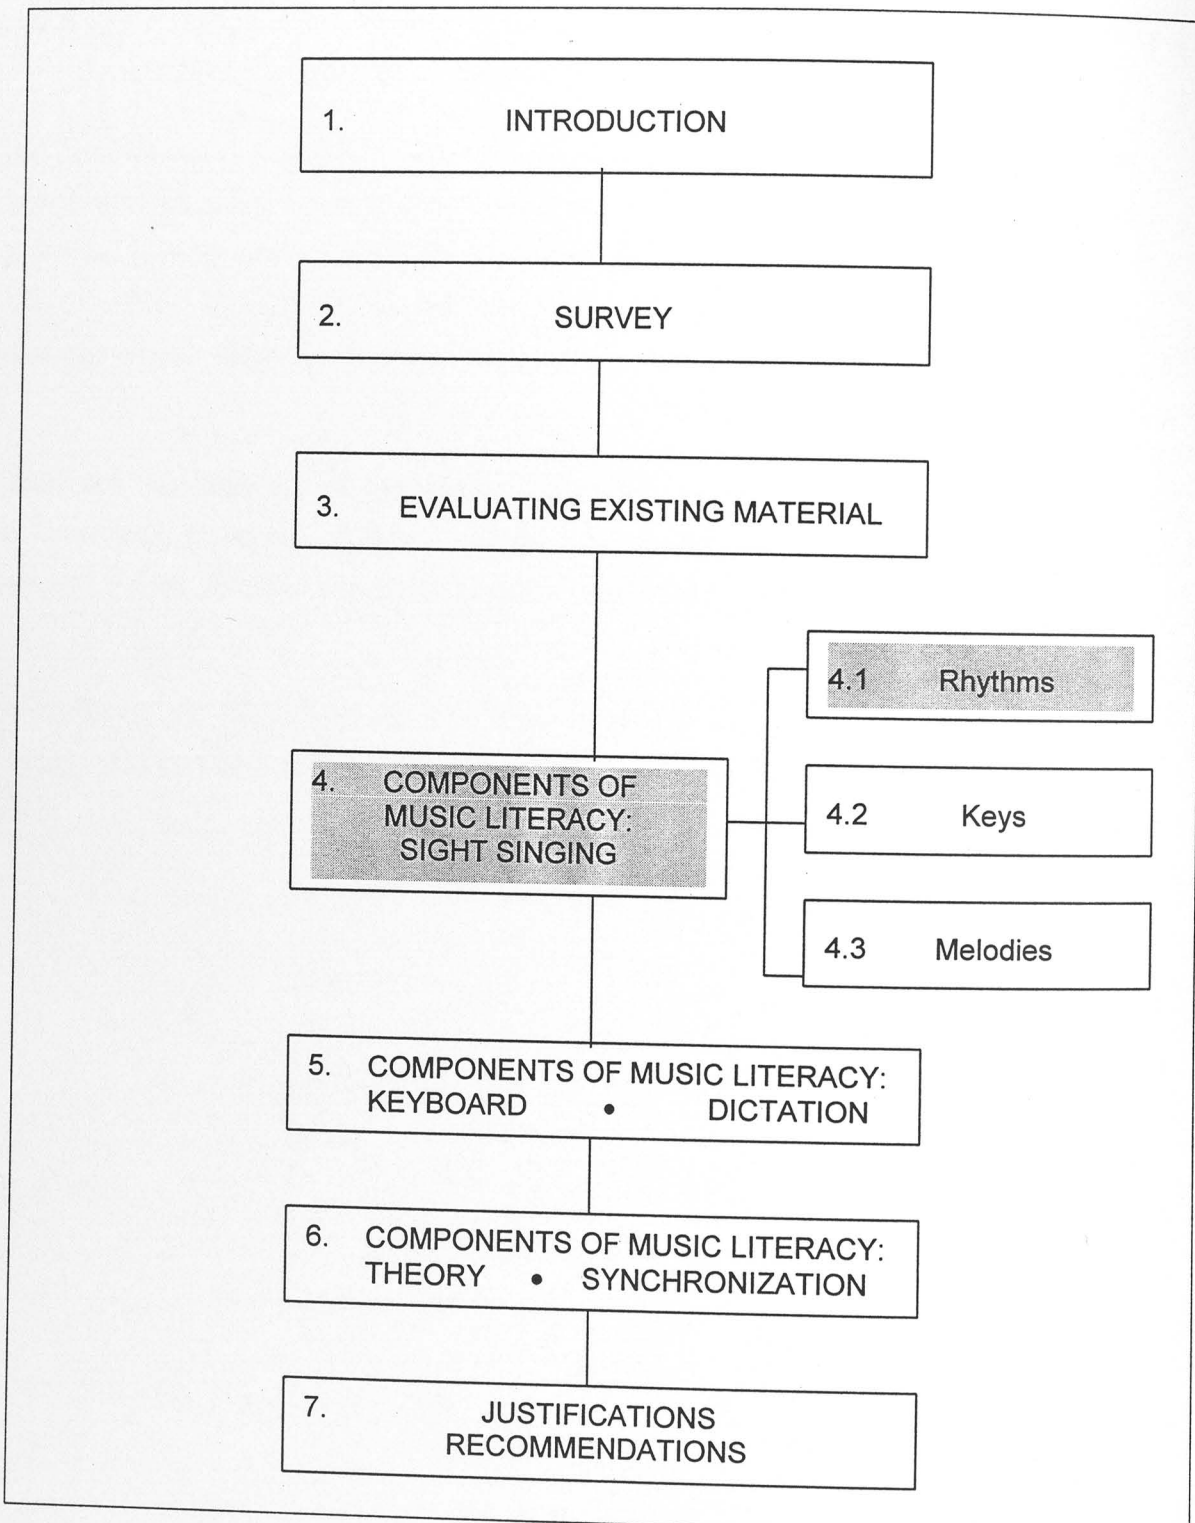 1. INTRODUCTION
2. SURVEY
3. EVALUATING EXISTING MATERIAL
4. COMPONENTS OF
MUSIC LITERACY:
SIGHT SINGING
4.1 Rhythms
4.2 Keys
4.3 Melodies
5. COMPONENTS OF MUSIC LITERACY:
KEYBOARD • DICTATION
6. COMPONENTS OF MUSIC LITERACY:
THEORY • SYNCHRONIZATION
7. JUSTIFICATIONS
RECOMMENDATIONS